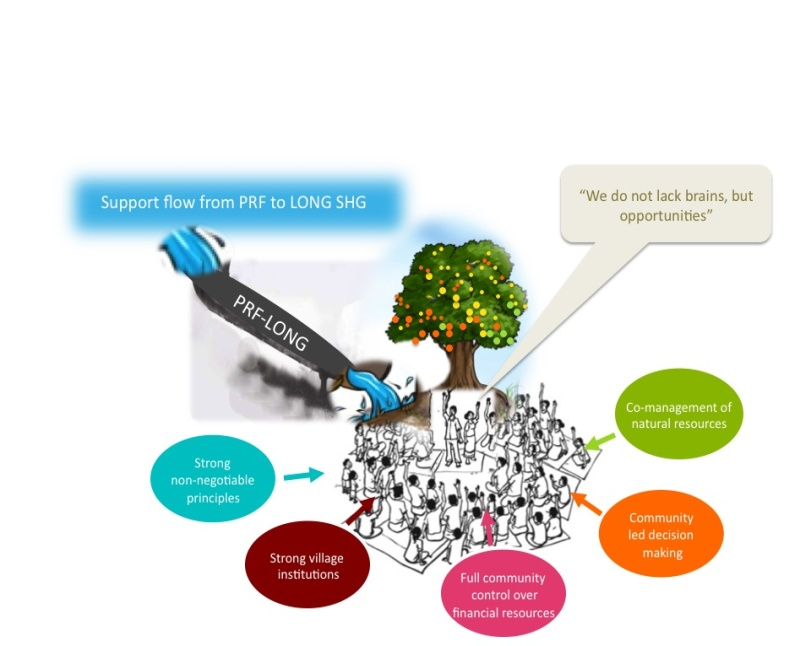 Support flow from PRF to LONG SHG
“We do not lack brains, but
opportunities”
PRF-LONG
Co-management of
natural resources
Strong
non-negotiable
principles
Community
led decision
making
Strong village
institutions
Full community
control over
financial resources